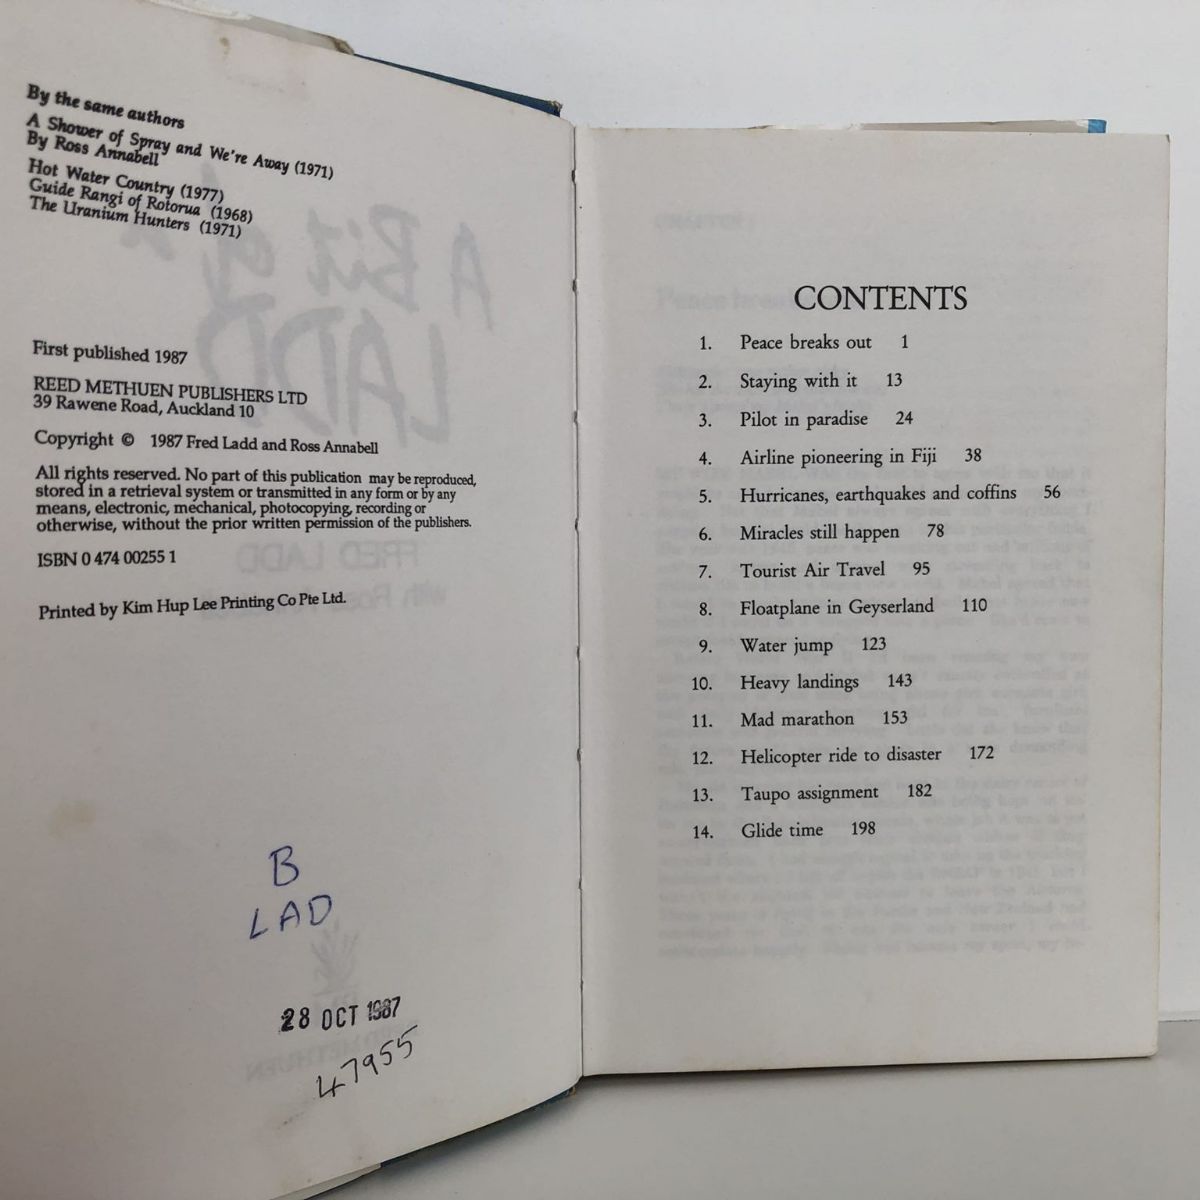 By the same authors
A Shower of Spray and We're Away (1971)
By Ross Annabell
Hot Water Country (1977)
Guide Rangi of Rotorua (1968)
The Uranium Hunters (1971)
First published 1987
REED METHUEN PUBLISHERS LTD
39 Rawene Road, Auckland 10
Copyright © 1987 Fred Ladd and Ross Annabell
All rights reserved. No part of this publication may be reproduced,
stored in a retrieval system or transmitted in any form or by any
means, electronic, mechanical, photocopying, recording or
otherwise, without the prior written permission of the publishers.
ISBN 0 474 00255 1
Printed by Kim Hup Lee Printing Co Pte Ltd.
B
LAD
28 OCT 1987
47955
CONTENTS
1. Peace breaks out 1
2. Staying with it 13
3. Pilot in paradise 24
4. Airline pioneering in Fiji 38
5. Hurricanes, earthquakes and coffins 56
6. Miracles still happen 78
7. Tourist Air Travel 95
8. Floatplane in Geyserland 110
9. Water jump 123
10. Heavy landings 143
11. Mad marathon 153
12. Helicopter ride to disaster 172
13. Taupo assignment 182
14. Glide time 198